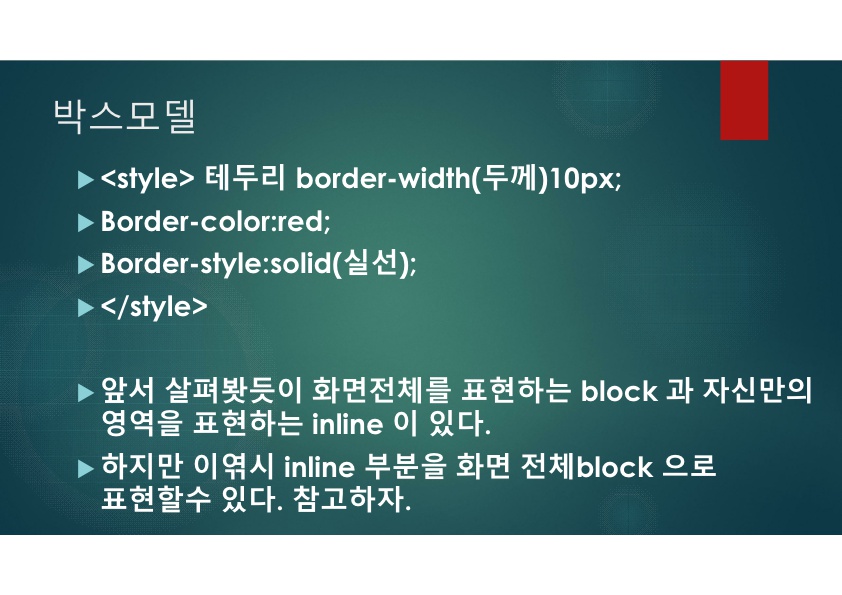 박스모델
<style> 테두리 border-width(두께)10px;
Border-color:red;
Border-style:solid(실선);
</style>
앞서 살펴봣듯이 화면전체를 표현하는 block 과 자신만의
영역을 표현하는 inline 이 있다.
하지만 이엮시 inline 부분을 화면 전체block 으로
표현할수 있다. 참고하자.